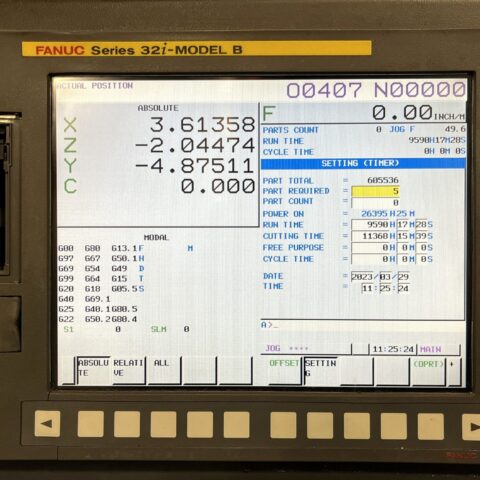 FANUC Series 32i-MODEL B
ACTUAL POSITION
O0407 N00000
ABSOLUTE
X 3.61358
Z -2.04474
Y -4.87511
C 0.000
F 0.00 INCH/M
PARTS COUNT 0 JOG F 49.6
RUN TIME 9590H17M28S
CYCLE TIME 0H 0M 0S
SETTING (TIMER)
PART TOTAL = 605536
PART REQUIRED = 5
PART COUNT = 0
POWER ON = 26395H25M
RUN TIME = 9590H17M28S
CUTTING TIME = 11360H15M39S
FREE PURPOSE = 0H 0M 0S
CYCLE TIME = 0H 0M 0S
DATE = 2023/03/29
TIME = 11:25:24
MODAL
G00 G80 G13.1 F M
G97 G67 G50.1 H
G69 G54 G49 D
G99 G64 G15 T
G20 G18 G05.5 S
G40 G69.1
G25 G40.1 G80.5
G22 G50.2 G80.4
S1 0 SLM 0
A>_
JOG **** 11:25:24 MAIN
ABSOLUTE RELATIVE ALL
OFFSET SETTING (OPRT) +
FANUC